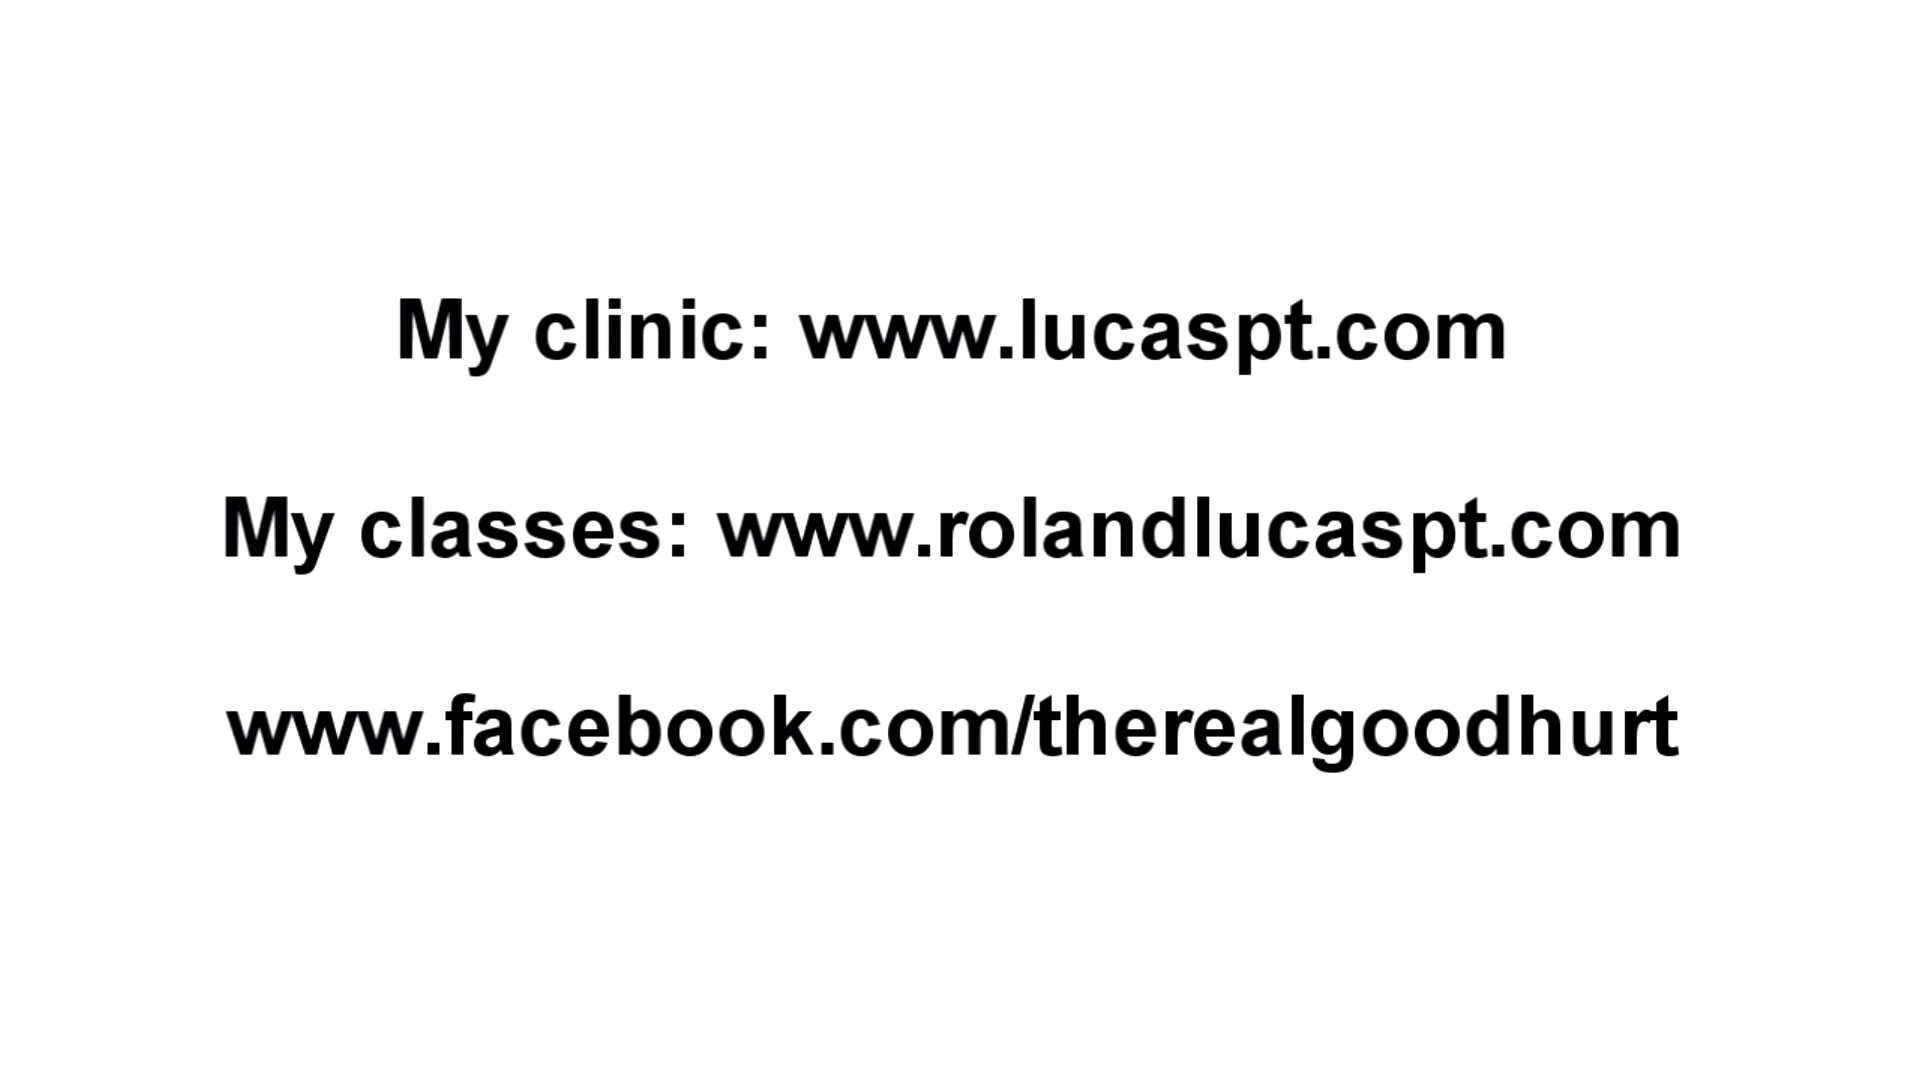 My clinic: www.lucaspt.com
My classes: www.rolandlucaspt.com
www.facebook.com/therealgoodhurt